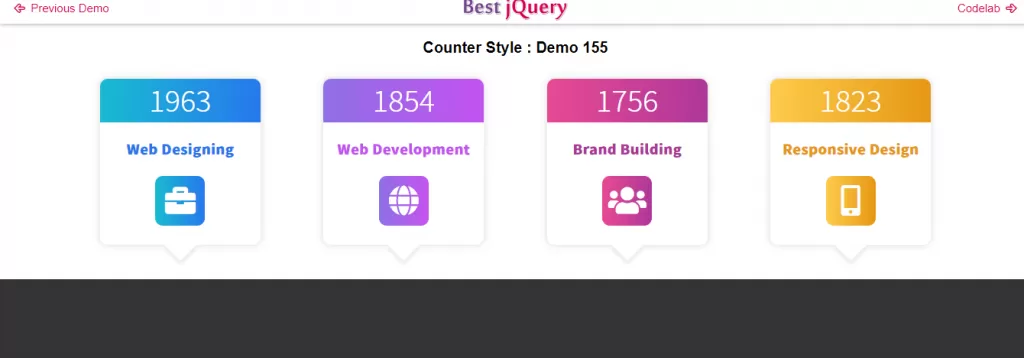 Previous Demo
Best jQuery
Codelab
Counter Style : Demo 155
1963
1854
1756
1823
Web Designing
Web Development
Brand Building
Responsive Design